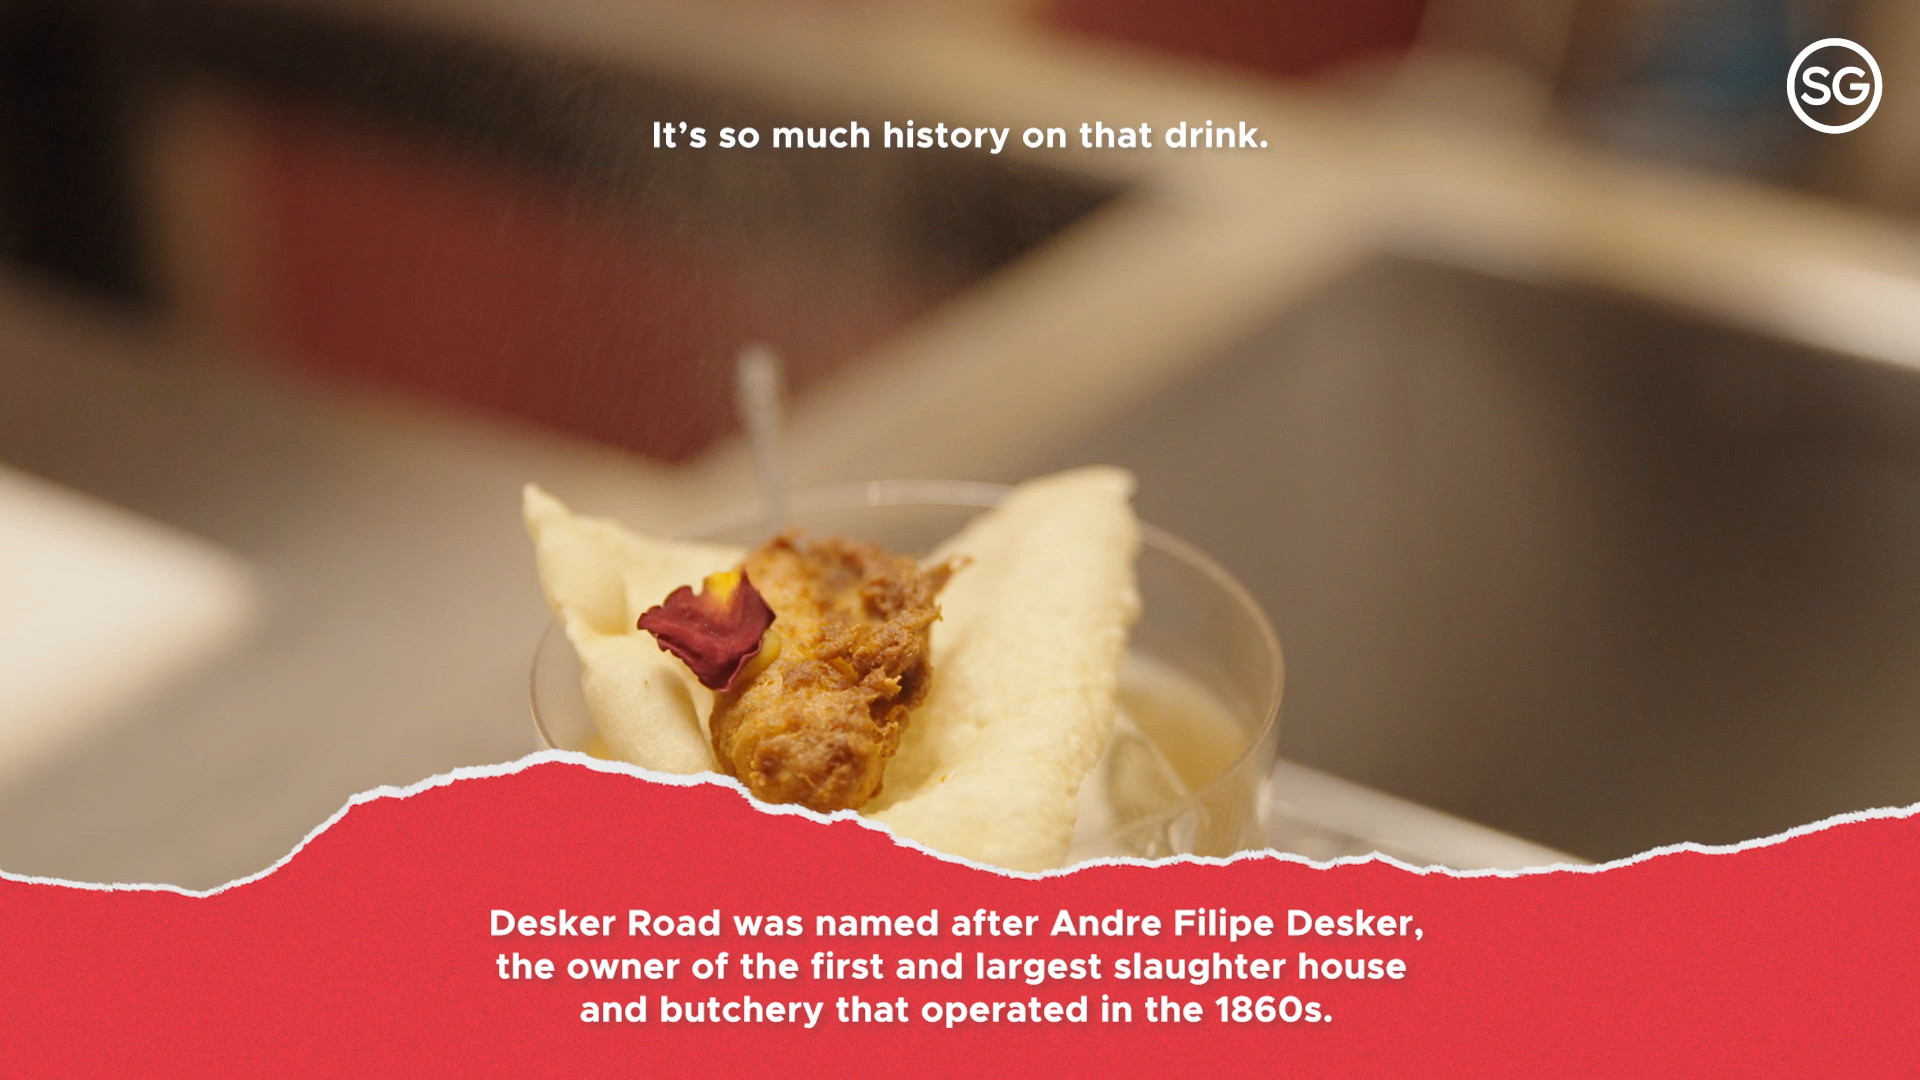 SG
It’s so much history on that drink.
Desker Road was named after Andre Filipe Desker,
the owner of the first and largest slaughter house
and butchery that operated in the 1860s.